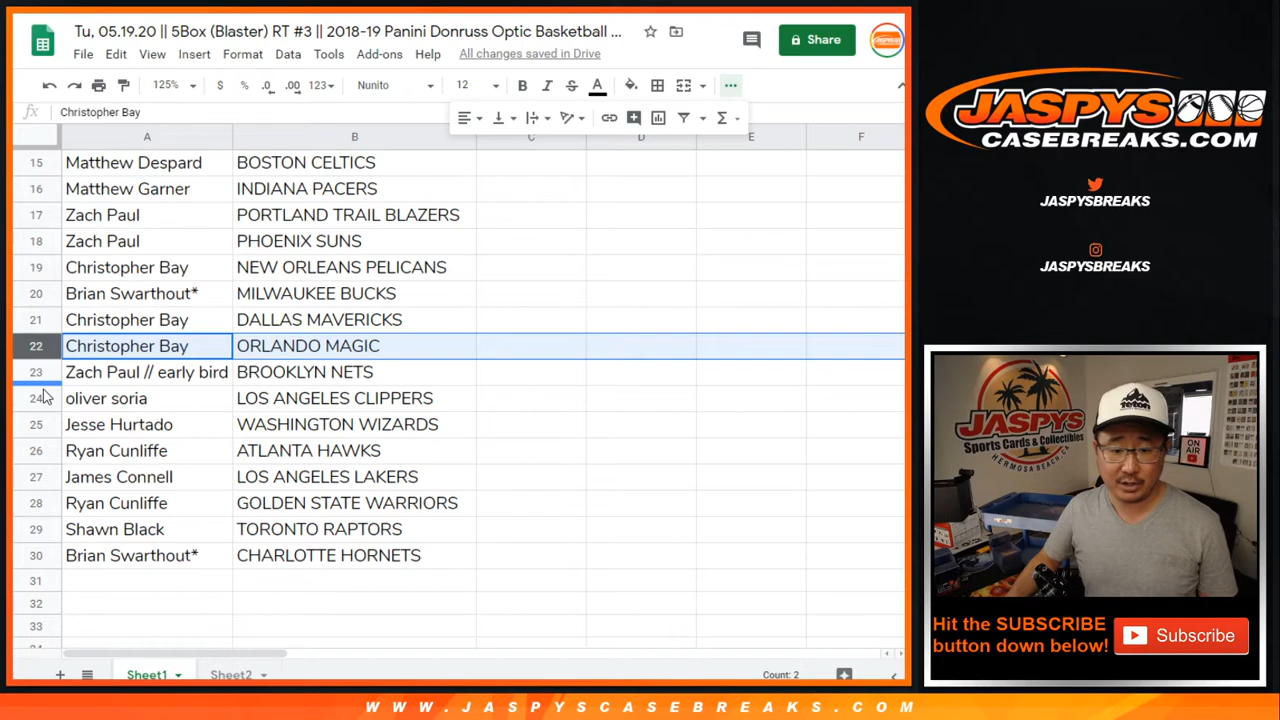 Tu, 05.19.20 || 5Box (Blaster) RT #3 || 2018-19 Panini Donruss Optic Basketball ...
File Edit View Insert Format Data Tools Add-ons Help All changes saved in Drive
Share
125% $ % .0 .00 123 Nunito 12 B I S A
fx Christopher Bay
A B C D E F
15 Matthew Despard BOSTON CELTICS
16 Matthew Garner INDIANA PACERS
17 Zach Paul PORTLAND TRAIL BLAZERS
18 Zach Paul PHOENIX SUNS
19 Christopher Bay NEW ORLEANS PELICANS
20 Brian Swarthout* MILWAUKEE BUCKS
21 Christopher Bay DALLAS MAVERICKS
22 Christopher Bay ORLANDO MAGIC
23 Zach Paul // early bird BROOKLYN NETS
24 oliver soria LOS ANGELES CLIPPERS
25 Jesse Hurtado WASHINGTON WIZARDS
26 Ryan Cunliffe ATLANTA HAWKS
27 James Connell LOS ANGELES LAKERS
28 Ryan Cunliffe GOLDEN STATE WARRIORS
29 Shawn Black TORONTO RAPTORS
30 Brian Swarthout* CHARLOTTE HORNETS
31
32
33
Sheet1 Sheet2 Count: 2
JASPYS
CASEBREAKS.COM
JASPYSBREAKS
JASPYSBREAKS
JASPYS
Sports Cards & Collectibles
HERMOSA BEACH, CA
ON AIR
TETON
Hit the SUBSCRIBE
button down below!
Subscribe
WWW.JASPYSCASEBREAKS.COM